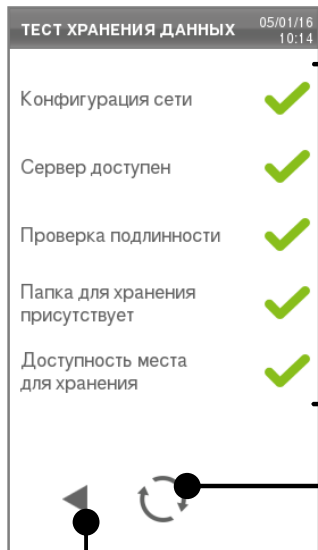 ТЕСТ ХРАНЕНИЯ ДАННЫХ
05/01/16
10:14
Конфигурация сети
Сервер доступен
Проверка подлинности
Папка для хранения
присутствует
Доступность места
для хранения